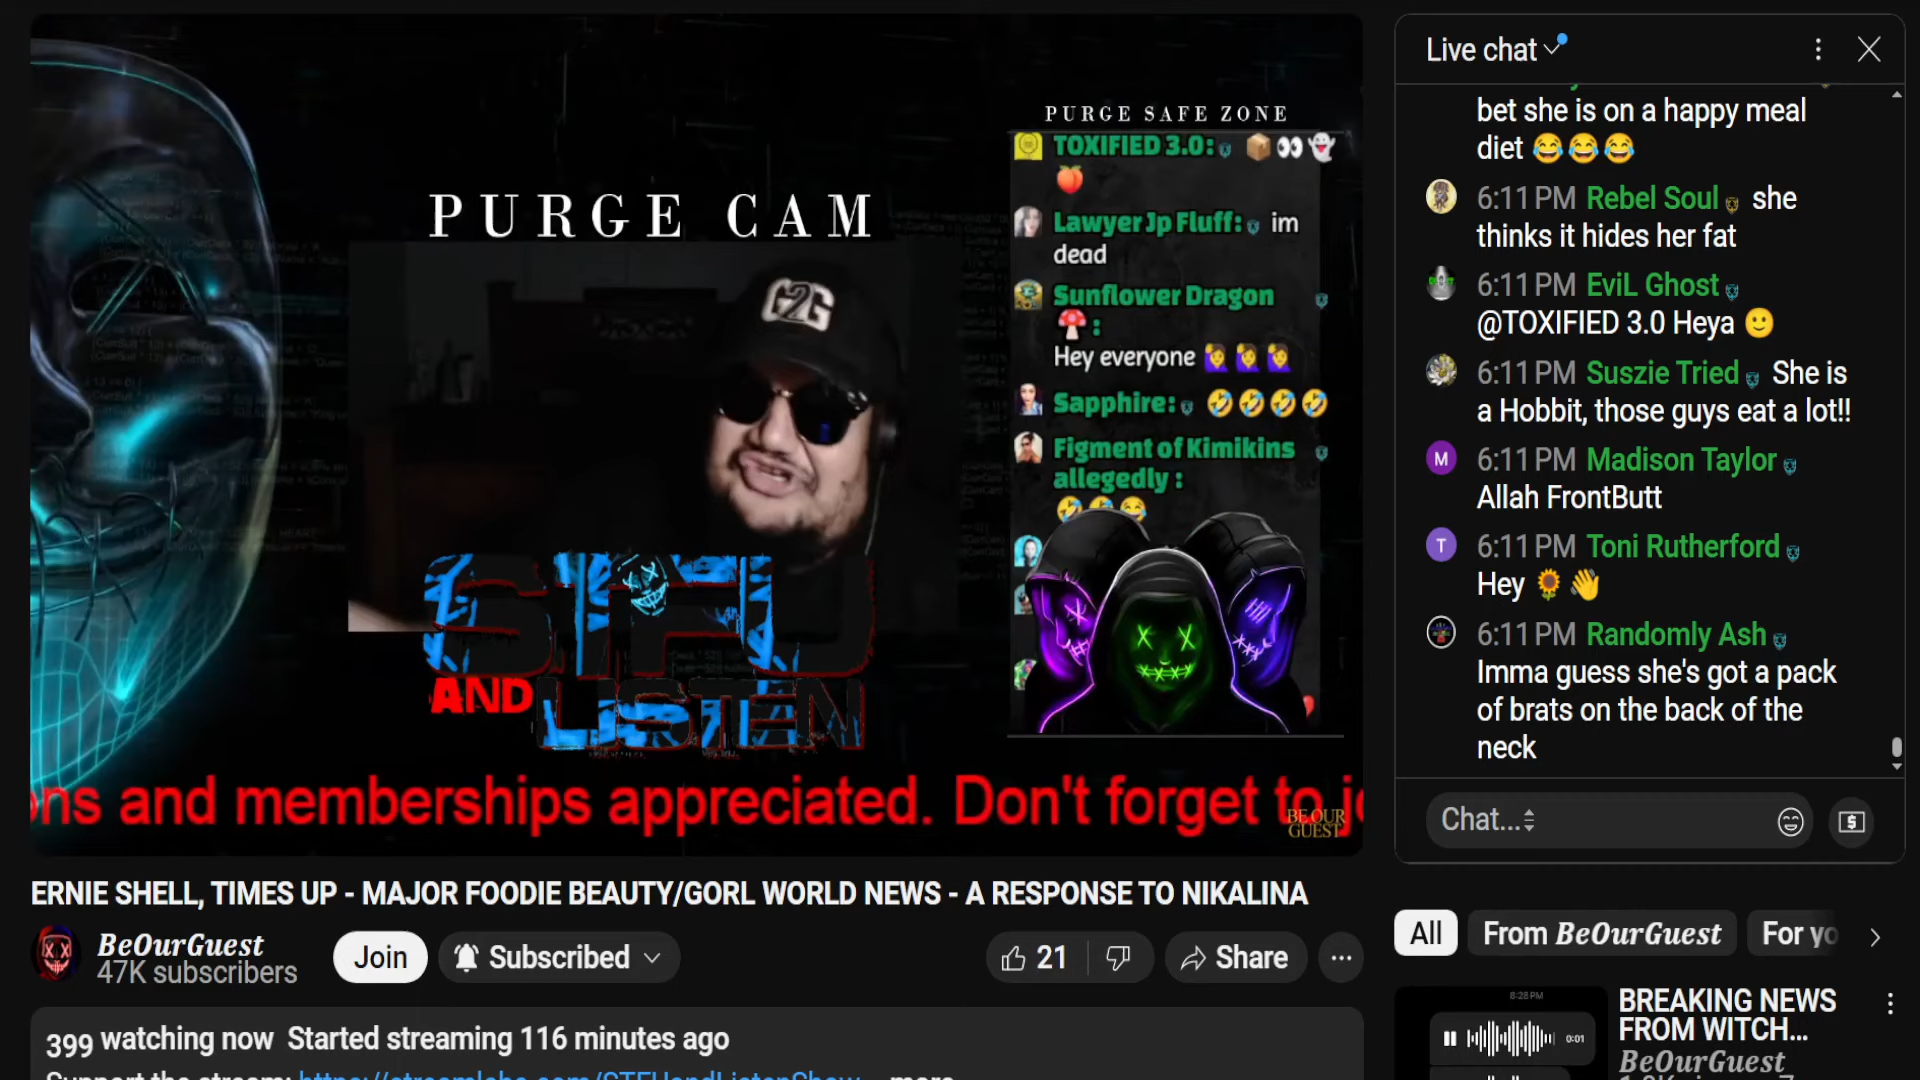 PURGE CAM
G2G
STFU
AND LISTEN
ons and memberships appreciated. Don't forget to jo
BE OUR
GUEST
PURGE SAFE ZONE
TOXIFIED 3.0: 📦👀👻
🍑
Lawyer Jp Fluff: im
dead
Sunflower Dragon
🍄 :
Hey everyone 🙋‍♀️🙋‍♀️🙋‍♀️
Sapphire: 🤣🤣🤣🤣
Figment of Kimikins
allegedly :
🤣🤣😂
ERNIE SHELL, TIMES UP - MAJOR FOODIE BEAUTY/GORL WORLD NEWS - A RESPONSE TO NIKALINA
BeOurGuest
47K subscribers
Join
Subscribed
21
Share
399 watching now Started streaming 116 minutes ago
Support the stream: https://streamlabs.com/STFUandListenShow ...more
Live chat
bet she is on a happy meal
diet 😂😂😂
6:11 PM Rebel Soul she
thinks it hides her fat
6:11 PM EviL Ghost
@TOXIFIED 3.0 Heya 🙂
6:11 PM Suszie Tried She is
a Hobbit, those guys eat a lot!!
M 6:11 PM Madison Taylor
Allah FrontButt
T 6:11 PM Toni Rutherford
Hey 🌻👋
6:11 PM Randomly Ash
Imma guess she's got a pack
of brats on the back of the
neck
Chat...
All
From BeOurGuest
For yo
8:28 PM
0:01
BREAKING NEWS
FROM WITCH...
BeOurGuest